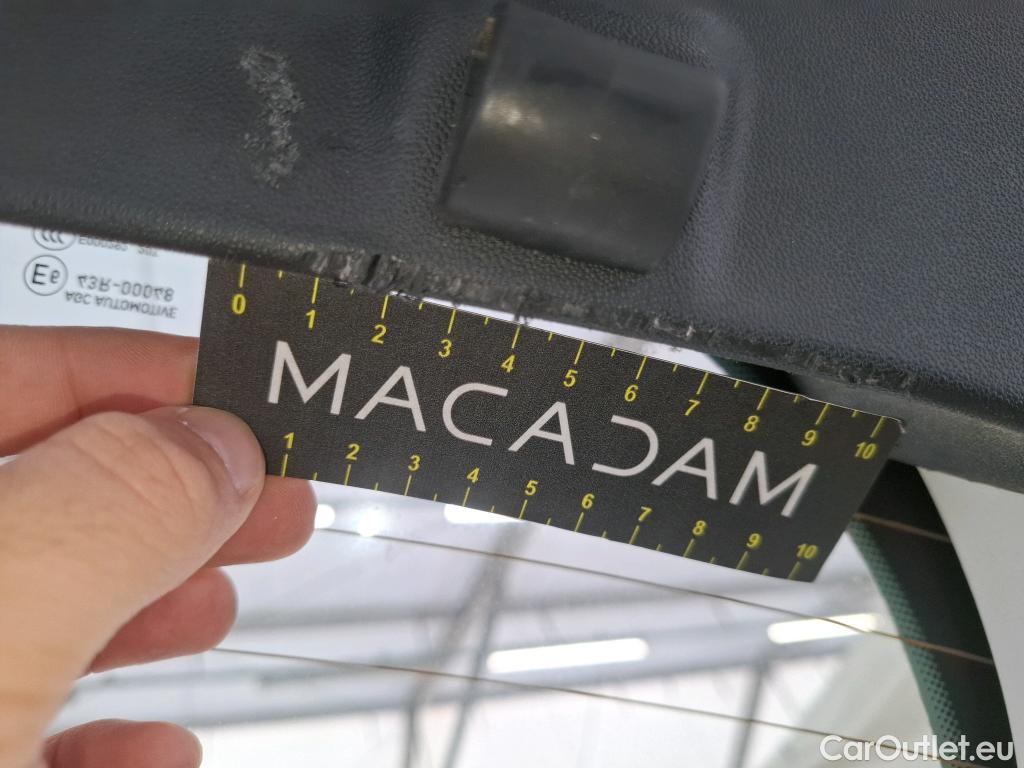 E000282
E6 43R-00048
AGC AUTOMOTIVE
0 1 2 3 4 5 6 7 8 9 10
MACADAM
1 2 3 4 5 6 7 8 9 10
CarOutlet.eu